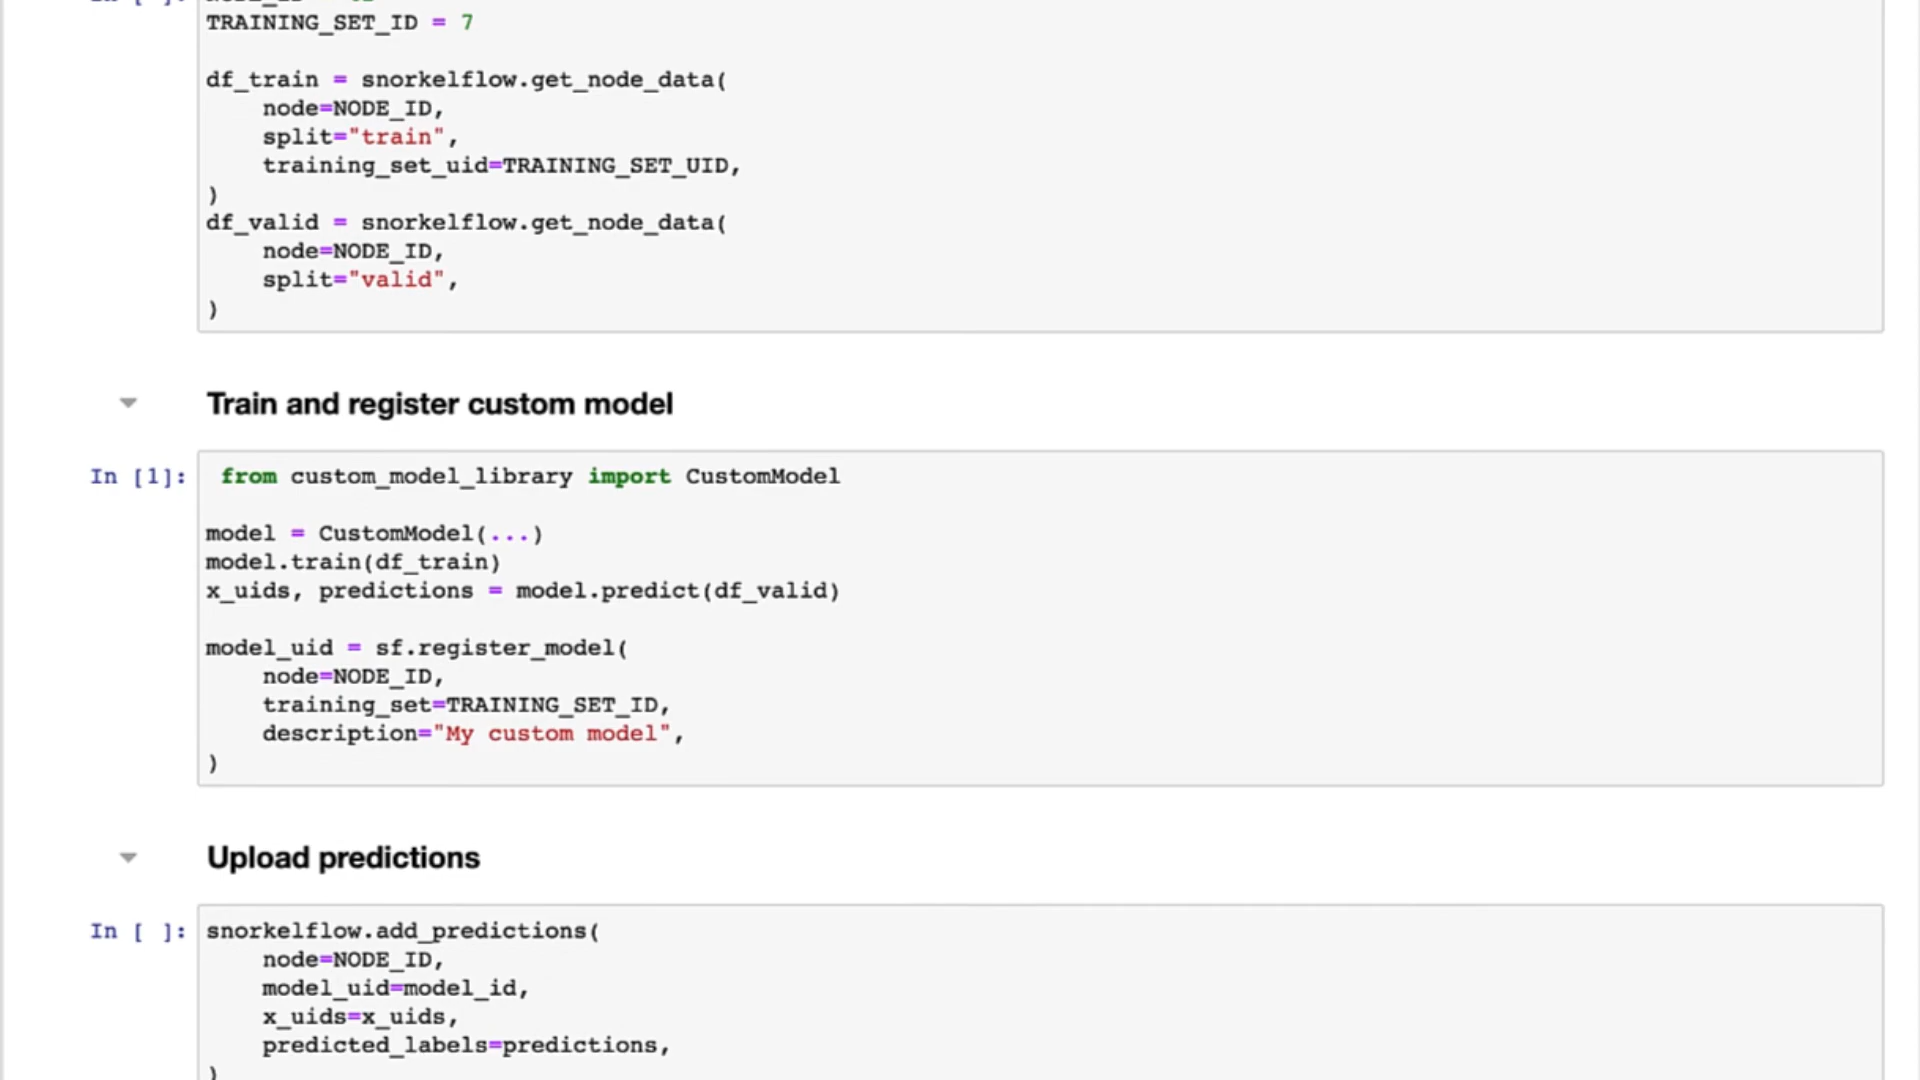 TRAINING_SET_ID = 7
df_train = snorkelflow.get_node_data(
    node=NODE_ID,
    split="train",
    training_set_uid=TRAINING_SET_UID,
)
df_valid = snorkelflow.get_node_data(
    node=NODE_ID,
    split="valid",
)
Train and register custom model
In [1]: from custom_model_library import CustomModel
model = CustomModel(...)
model.train(df_train)
x_uids, predictions = model.predict(df_valid)
model_uid = sf.register_model(
    node=NODE_ID,
    training_set=TRAINING_SET_ID,
    description="My custom model",
)
Upload predictions
In [ ]: snorkelflow.add_predictions(
    node=NODE_ID,
    model_uid=model_id,
    x_uids=x_uids,
    predicted_labels=predictions,
)